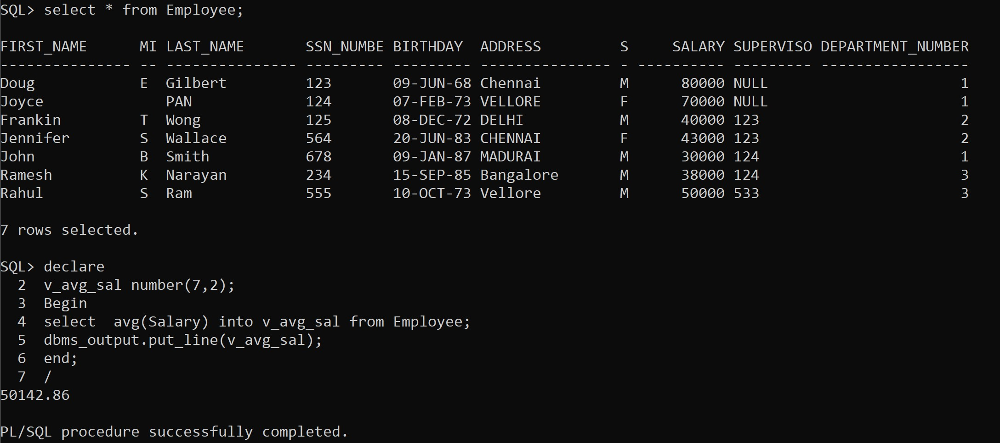 SQL> select * from Employee;
FIRST_NAME      MI LAST_NAME       SSN_NUMBE BIRTHDAY  ADDRESS         S     SALARY SUPERVISO DEPARTMENT_NUMBER
--------------- -- --------------- --------- --------- --------------- - ---------- --------- -----------------
Doug            E  Gilbert         123       09-JUN-68 Chennai         M      80000 NULL                      1
Joyce              PAN             124       07-FEB-73 VELLORE         F      70000 NULL                      1
Frankin         T  Wong            125       08-DEC-72 DELHI           M      40000 123                       2
Jennifer        S  Wallace         564       20-JUN-83 CHENNAI         F      43000 123                       2
John            B  Smith           678       09-JAN-87 MADURAI         M      30000 124                       1
Ramesh          K  Narayan         234       15-SEP-85 Bangalore       M      38000 124                       3
Rahul           S  Ram             555       10-OCT-73 Vellore         M      50000 533                       3
7 rows selected.
SQL> declare
  2  v_avg_sal number(7,2);
  3  Begin
  4  select  avg(Salary) into v_avg_sal from Employee;
  5  dbms_output.put_line(v_avg_sal);
  6  end;
  7  /
50142.86
PL/SQL procedure successfully completed.